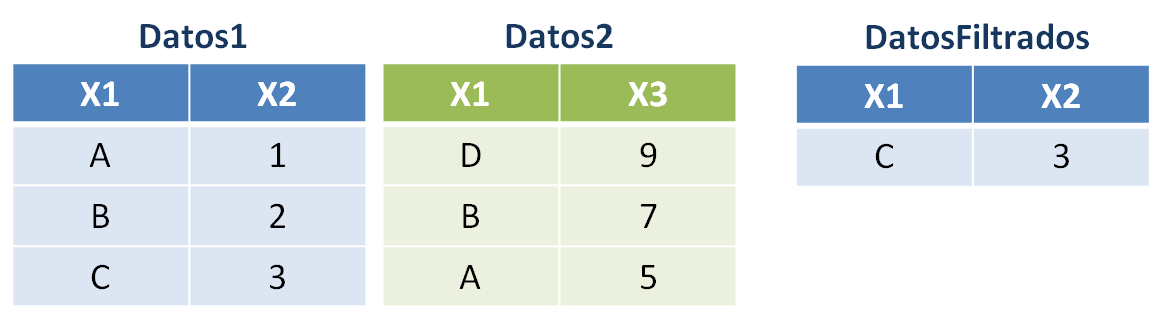 Datos1 Datos2 DatosFiltrados
X1 X2 X1 X3 X1 X2
A 1 D 9 C 3
B 2 B 7
C 3 A 5